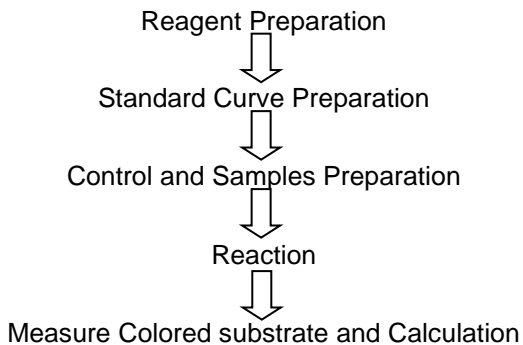 Reagent Preparation
Standard Curve Preparation
Control and Samples Preparation
Reaction
Measure Colored substrate and Calculation